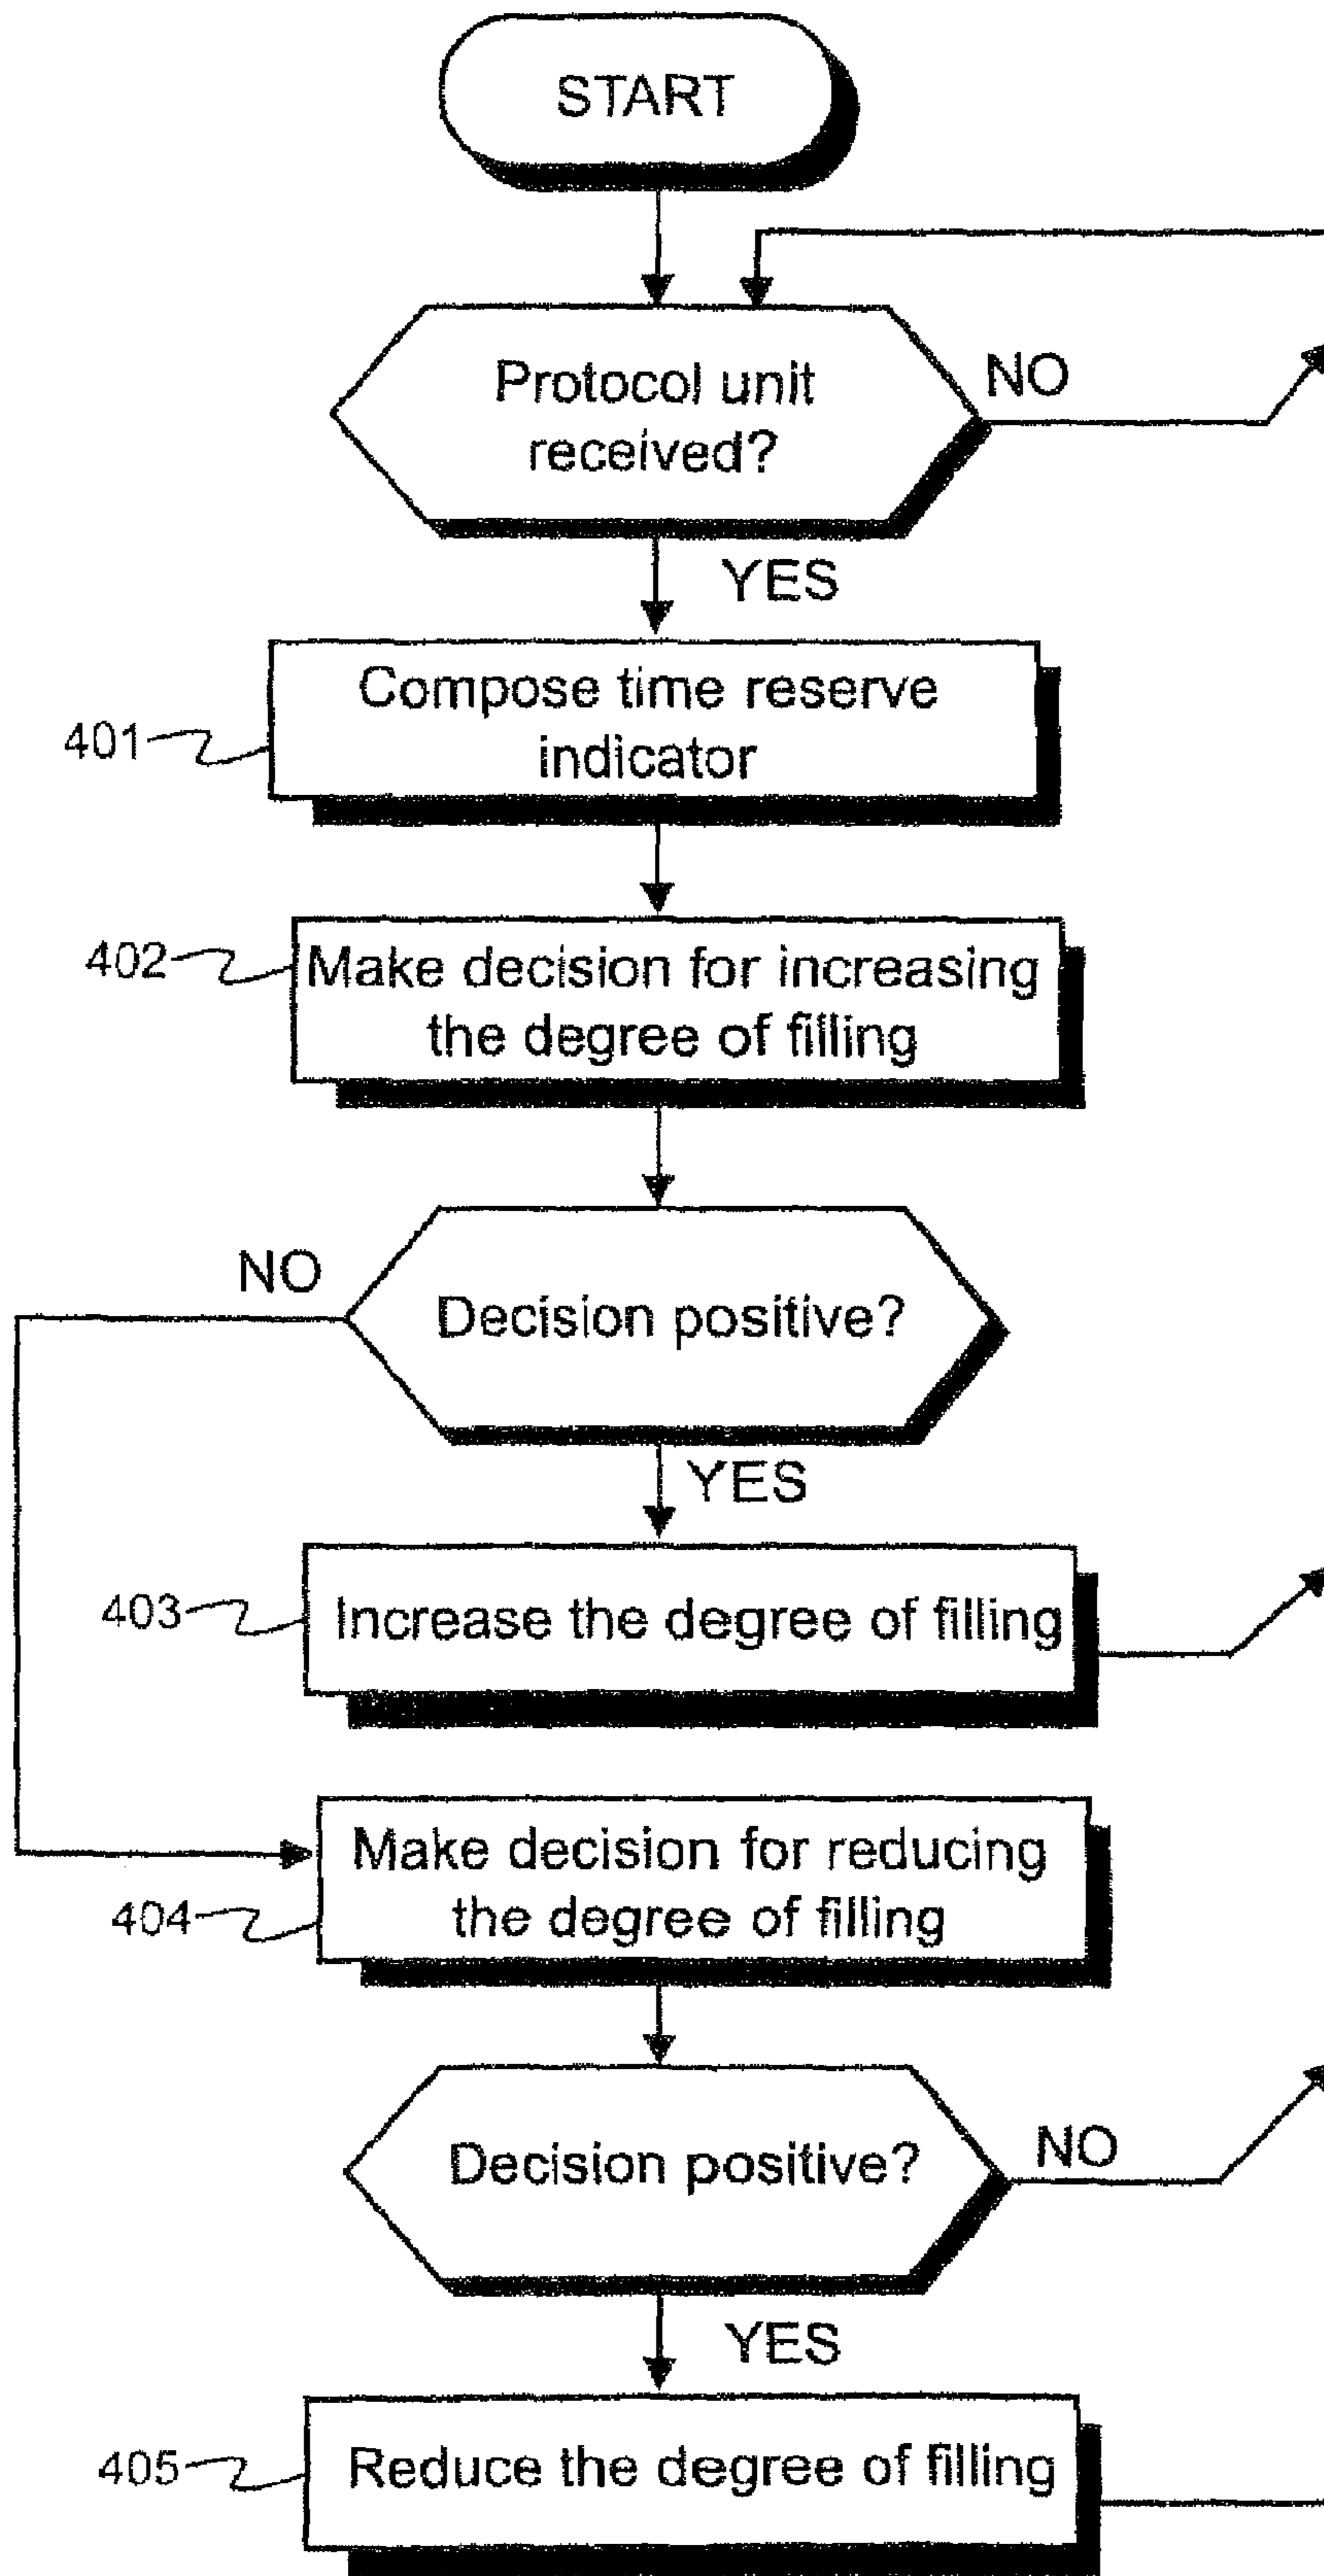 START
Protocol unit
received?
NO
YES
Compose time reserve
indicator
401
402
Make decision for increasing
the degree of filling
NO
Decision positive?
YES
403
Increase the degree of filling
Make decision for reducing
the degree of filling
404
Decision positive?
NO
YES
405
Reduce the degree of filling